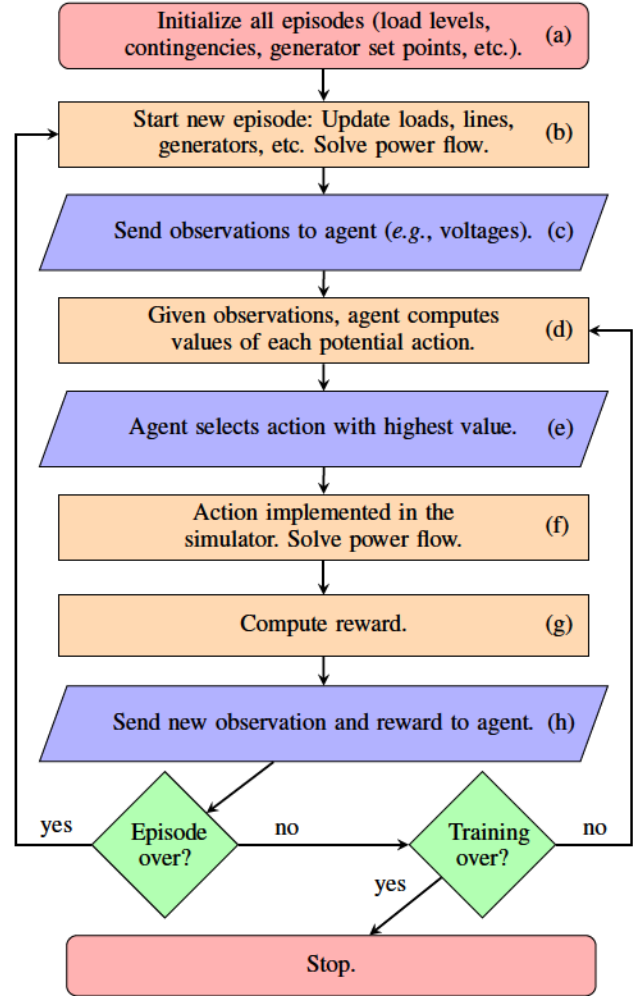 Initialize all episodes (load levels,
contingencies, generator set points, etc.).
(a)
Start new episode: Update loads, lines,
generators, etc. Solve power flow.
(b)
Send observations to agent (e.g., voltages). (c)
Given observations, agent computes
values of each potential action.
(d)
Agent selects action with highest value. (e)
Action implemented in the
simulator. Solve power flow.
(f)
Compute reward. (g)
Send new observation and reward to agent. (h)
yes
Episode
over?
no
Training
over?
no
yes
Stop.